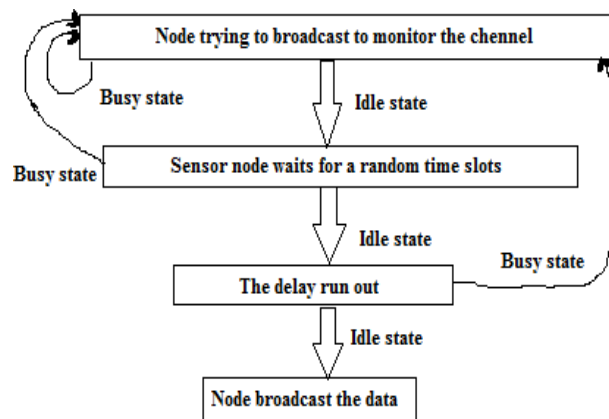 Node trying to broadcast to monitor the chennel
Busy state
Idle state
Sensor node waits for a random time slots
Busy state
Idle state
Busy state
The delay run out
Idle state
Node broadcast the data